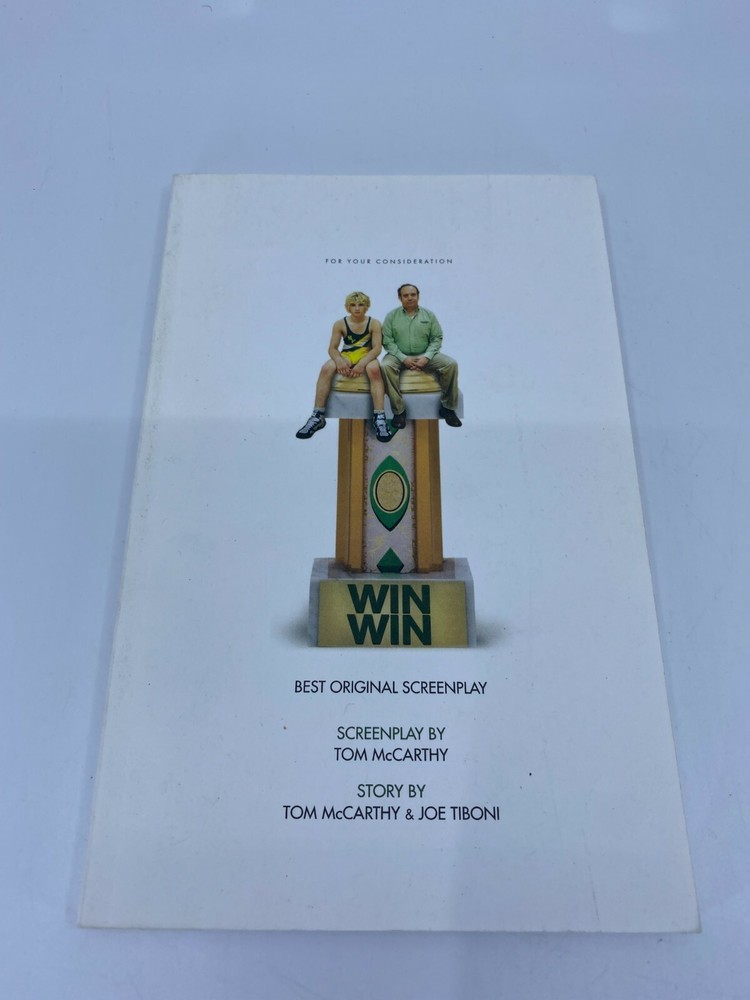 FOR YOUR CONSIDERATION
WIN
WIN
BEST ORIGINAL SCREENPLAY
SCREENPLAY BY
TOM McCARTHY
STORY BY
TOM McCARTHY & JOE TIBONI